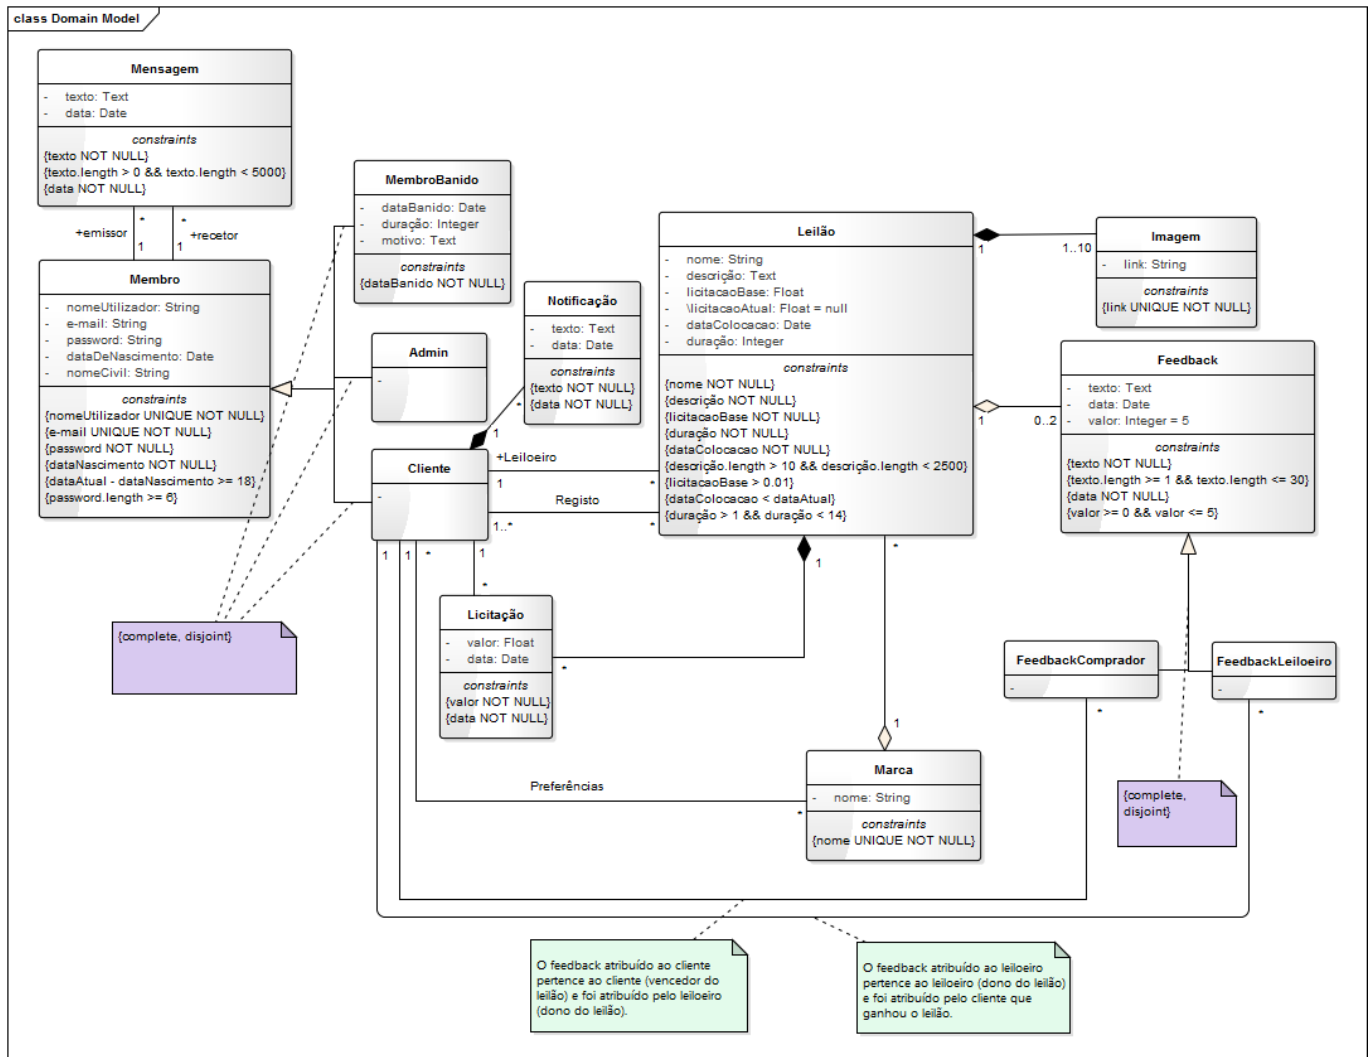 class Domain Model
Mensagem
- texto: Text
- data: Date
constraints
{texto NOT NULL}
{texto.length > 0 && texto.length < 5000}
{data NOT NULL}
* *
+emissor +recetor
1 1
Membro
- nomeUtilizador: String
- e-mail: String
- password: String
- dataDeNascimento: Date
- nomeCivil: String
constraints
{nomeUtilizador UNIQUE NOT NULL}
{e-mail UNIQUE NOT NULL}
{password NOT NULL}
{dataNascimento NOT NULL}
{dataAtual - dataNascimento >= 18}
{password.length >= 6}
MembroBanido
- dataBanido: Date
- duração: Integer
- motivo: Text
constraints
{dataBanido NOT NULL}
Admin
-
Notificação
- texto: Text
- data: Date
constraints
{texto NOT NULL}
{data NOT NULL}
*
1
Cliente
-
+Leiloeiro
1 *
Registo
1..* *
Leilão
- nome: String
- descrição: Text
- licitacaoBase: Float
- \licitacaoAtual: Float = null
- dataColocacao: Date
- duração: Integer
constraints
{nome NOT NULL}
{descrição NOT NULL}
{licitacaoBase NOT NULL}
{duração NOT NULL}
{dataColocacao NOT NULL}
{descrição.length > 10 && descrição.length < 2500}
{licitacaoBase > 0.01}
{dataColocacao < dataAtual}
{duração > 1 && duração < 14}
1 1..10
Imagem
- link: String
constraints
{link UNIQUE NOT NULL}
1 0..2
Feedback
- texto: Text
- data: Date
- valor: Integer = 5
constraints
{texto NOT NULL}
{texto.length >= 1 && texto.length <= 30}
{data NOT NULL}
{valor >= 0 && valor <= 5}
1 1 * 1
*
1
*
Licitação
- valor: Float
- data: Date
constraints
{valor NOT NULL}
{data NOT NULL}
*
{complete, disjoint}
FeedbackComprador
-
*
FeedbackLeiloeiro
-
*
1
Marca
- nome: String
constraints
{nome UNIQUE NOT NULL}
Preferências
*
{complete,
disjoint}
O feedback atribuído ao cliente
pertence ao cliente (vencedor do
leilão) e foi atribuído pelo leiloeiro
(dono do leilão).
O feedback atribuído ao leiloeiro
pertence ao leiloeiro (dono do leilão)
e foi atribuído pelo cliente que
ganhou o leilão.